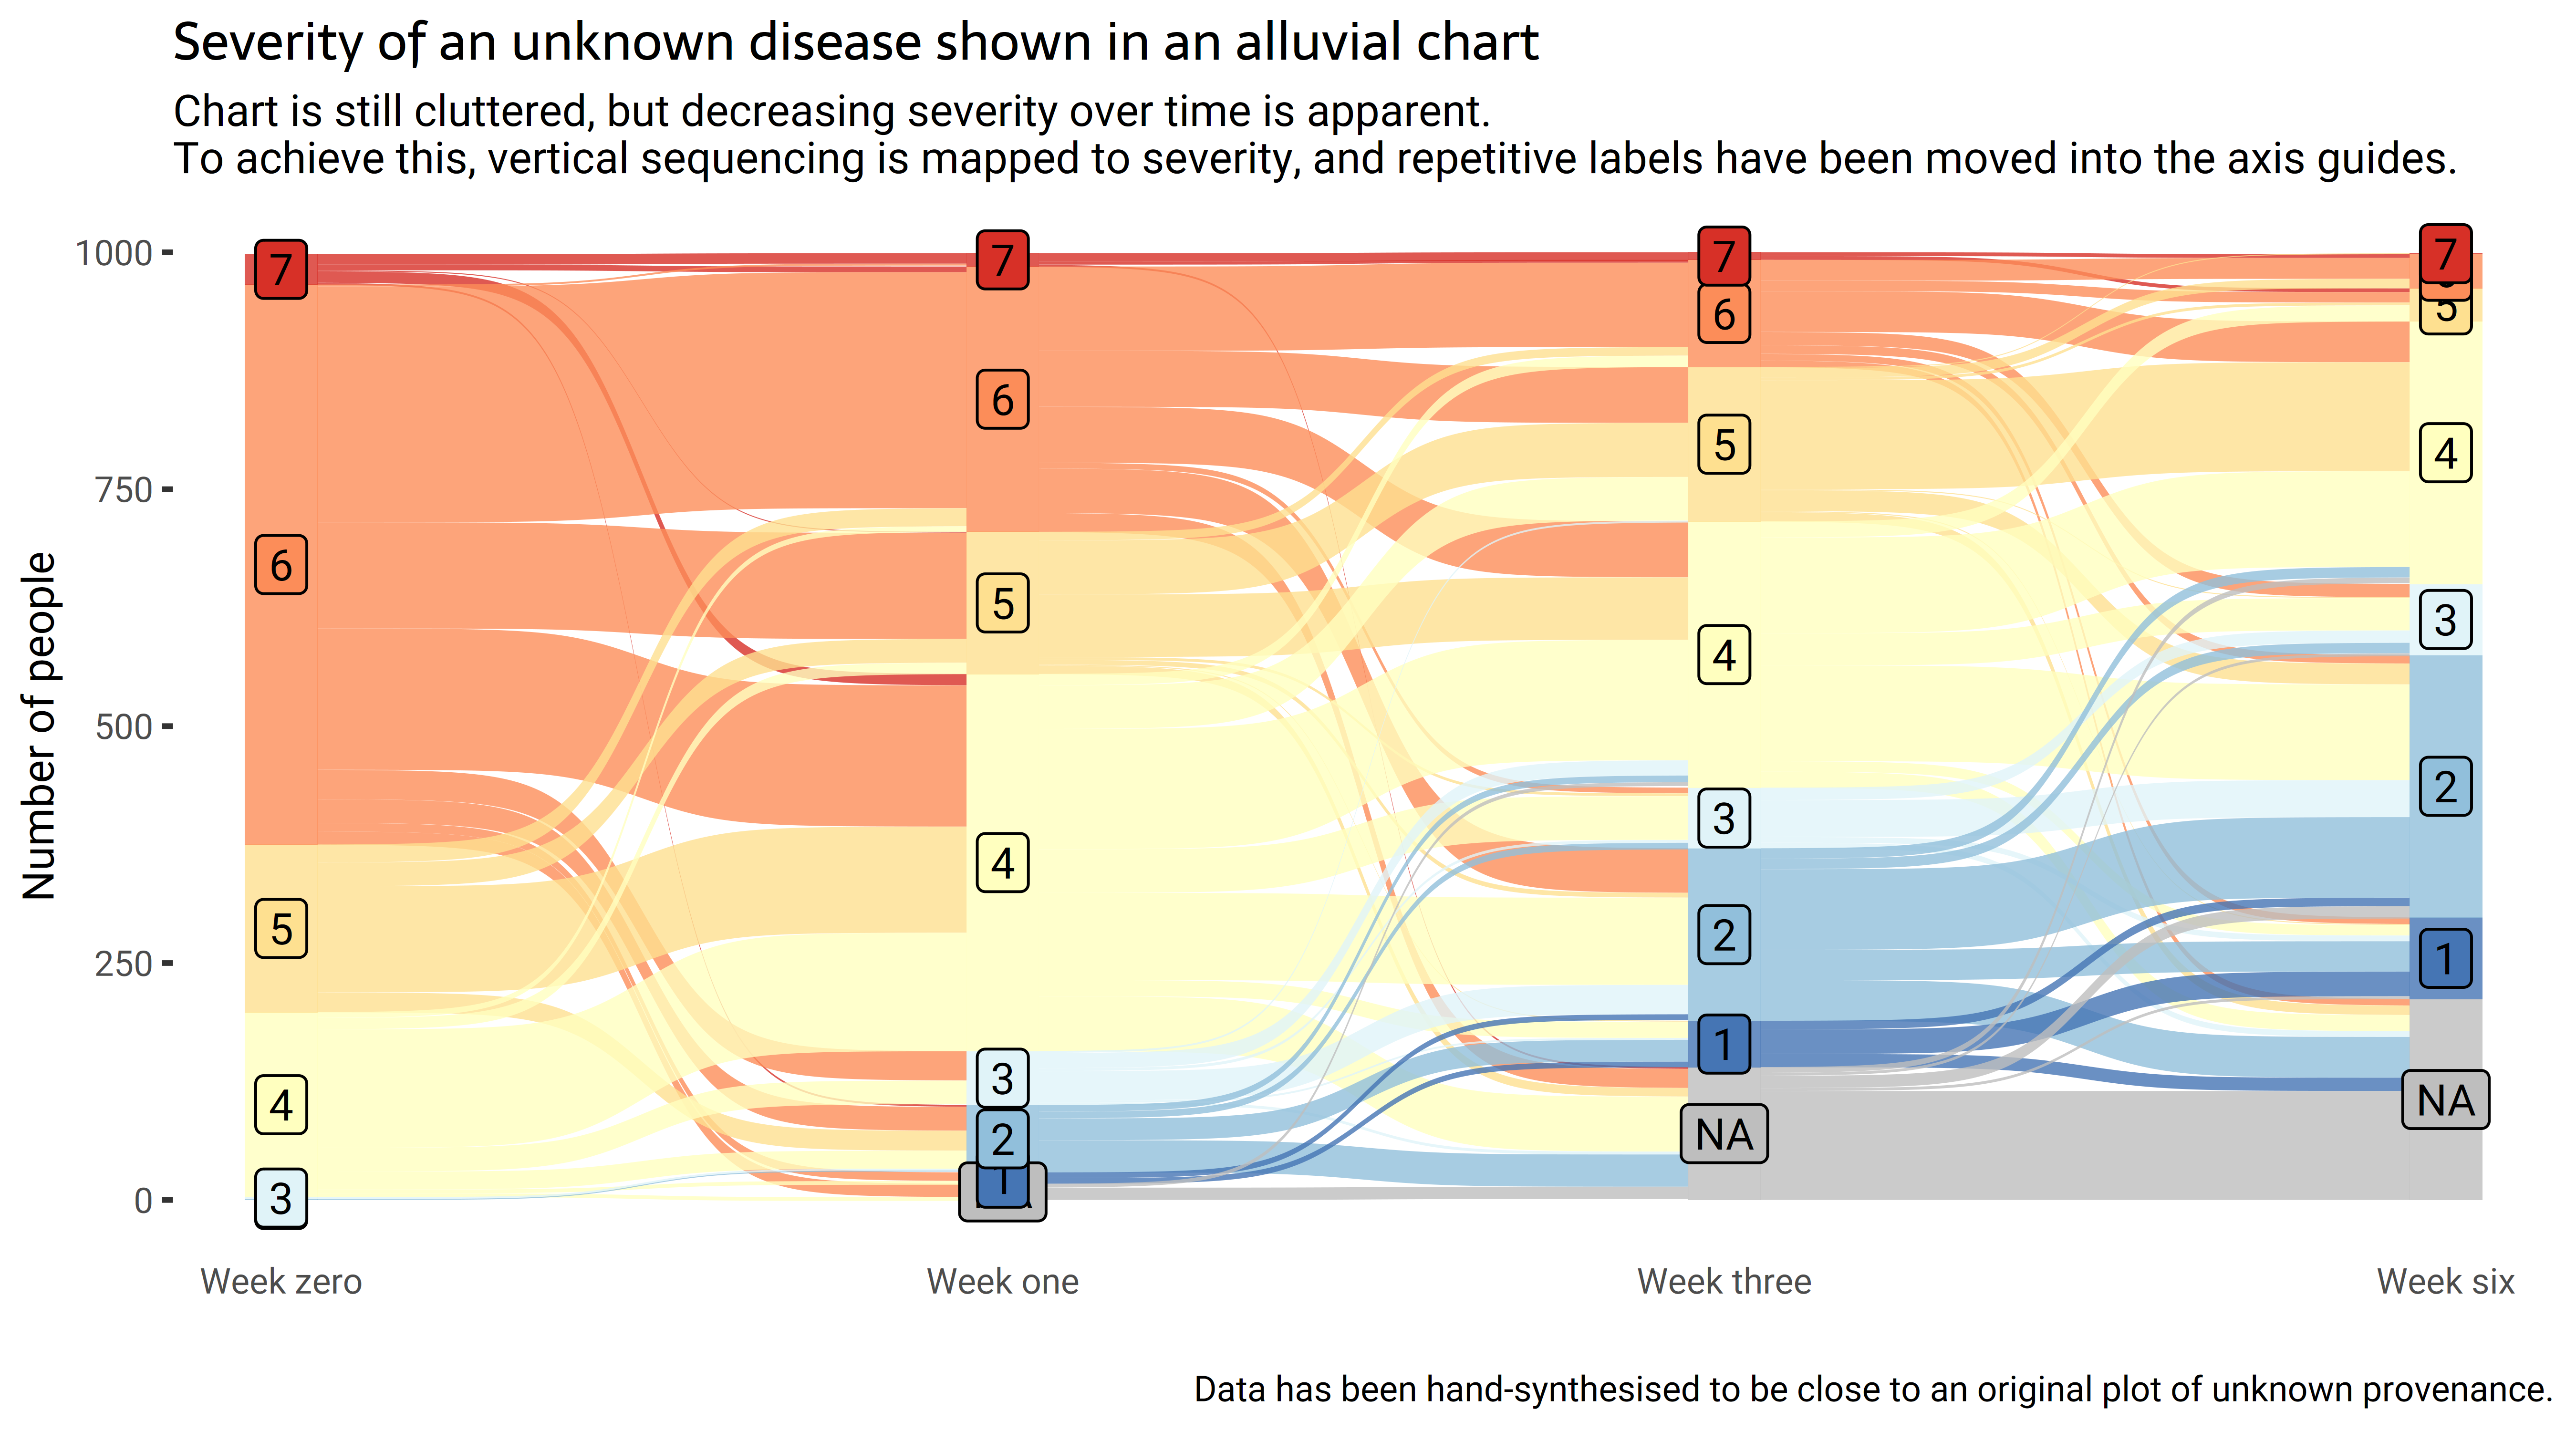 Severity of an unknown disease shown in an alluvial chart
Chart is still cluttered, but decreasing severity over time is apparent.
To achieve this, vertical sequencing is mapped to severity, and repetitive labels have been moved into the axis guides.
Number of people
1000
750
500
250
0
7
6
5
4
3
7
6
5
4
3
2
1
7
6
5
4
3
2
1
NA
7
5
4
3
2
1
NA
Week zero
Week one
Week three
Week six
Data has been hand-synthesised to be close to an original plot of unknown provenance.